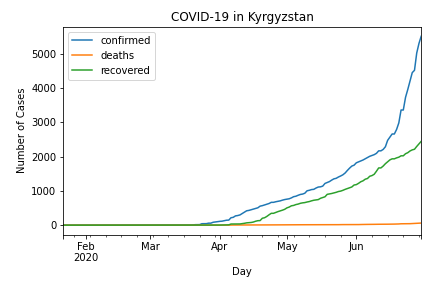 COVID-19 in Kyrgyzstan
confirmed
deaths
recovered
Number of Cases
5000
4000
3000
2000
1000
0
Feb Mar Apr May Jun
2020
Day